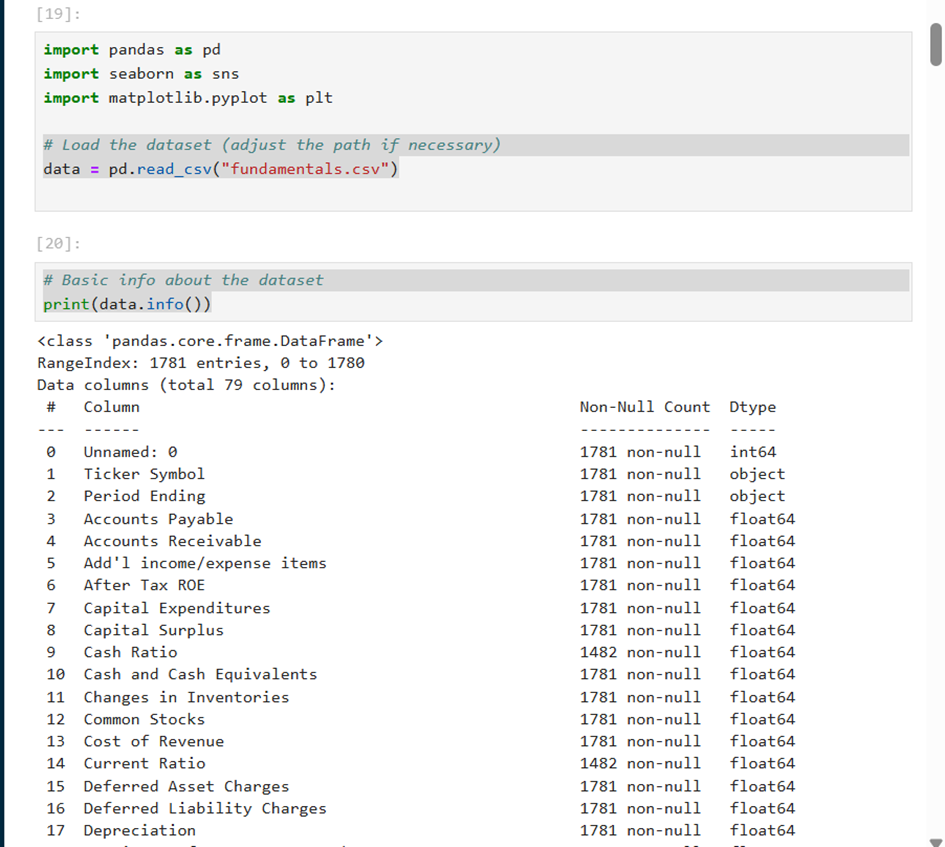 [19]:
import pandas as pd
import seaborn as sns
import matplotlib.pyplot as plt
# Load the dataset (adjust the path if necessary)
data = pd.read_csv("fundamentals.csv")
[20]:
# Basic info about the dataset
print(data.info())
<class 'pandas.core.frame.DataFrame'>
RangeIndex: 1781 entries, 0 to 1780
Data columns (total 79 columns):
 #   Column                                               Non-Null Count  Dtype
---  ------                                               --------------  -----
 0   Unnamed: 0                                           1781 non-null   int64
 1   Ticker Symbol                                        1781 non-null   object
 2   Period Ending                                        1781 non-null   object
 3   Accounts Payable                                     1781 non-null   float64
 4   Accounts Receivable                                  1781 non-null   float64
 5   Add'l income/expense items                           1781 non-null   float64
 6   After Tax ROE                                        1781 non-null   float64
 7   Capital Expenditures                                 1781 non-null   float64
 8   Capital Surplus                                      1781 non-null   float64
 9   Cash Ratio                                           1482 non-null   float64
 10  Cash and Cash Equivalents                            1781 non-null   float64
 11  Changes in Inventories                               1781 non-null   float64
 12  Common Stocks                                        1781 non-null   float64
 13  Cost of Revenue                                      1781 non-null   float64
 14  Current Ratio                                        1482 non-null   float64
 15  Deferred Asset Charges                               1781 non-null   float64
 16  Deferred Liability Charges                           1781 non-null   float64
 17  Depreciation                                         1781 non-null   float64